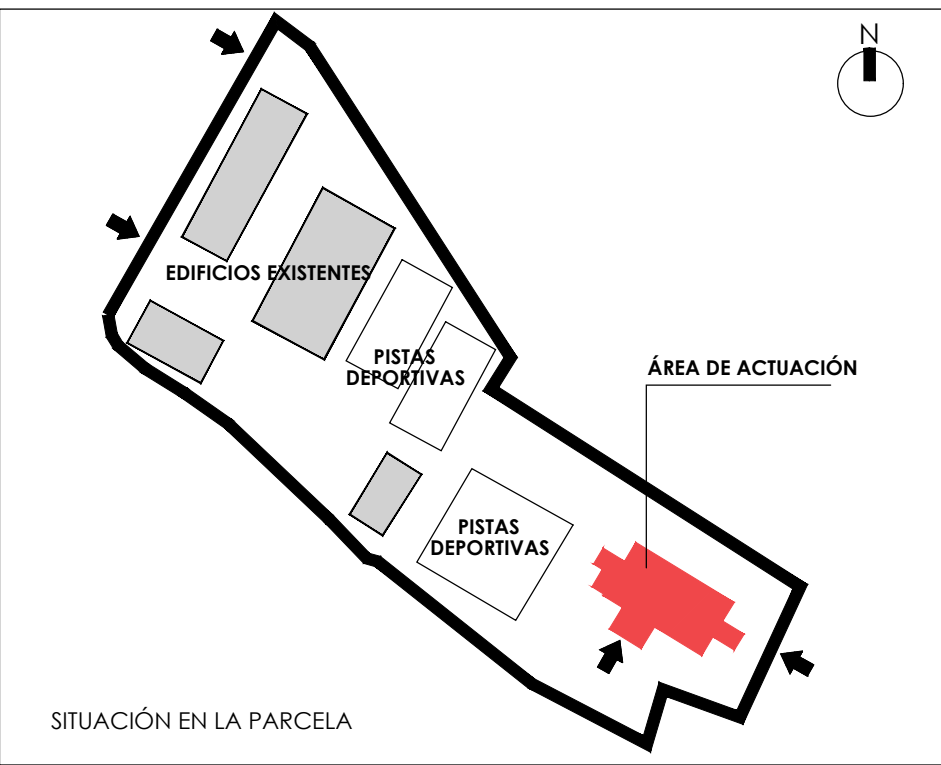 N
EDIFICIOS EXISTENTES
PISTAS
DEPORTIVAS
ÁREA DE ACTUACIÓN
PISTAS
DEPORTIVAS
SITUACIÓN EN LA PARCELA